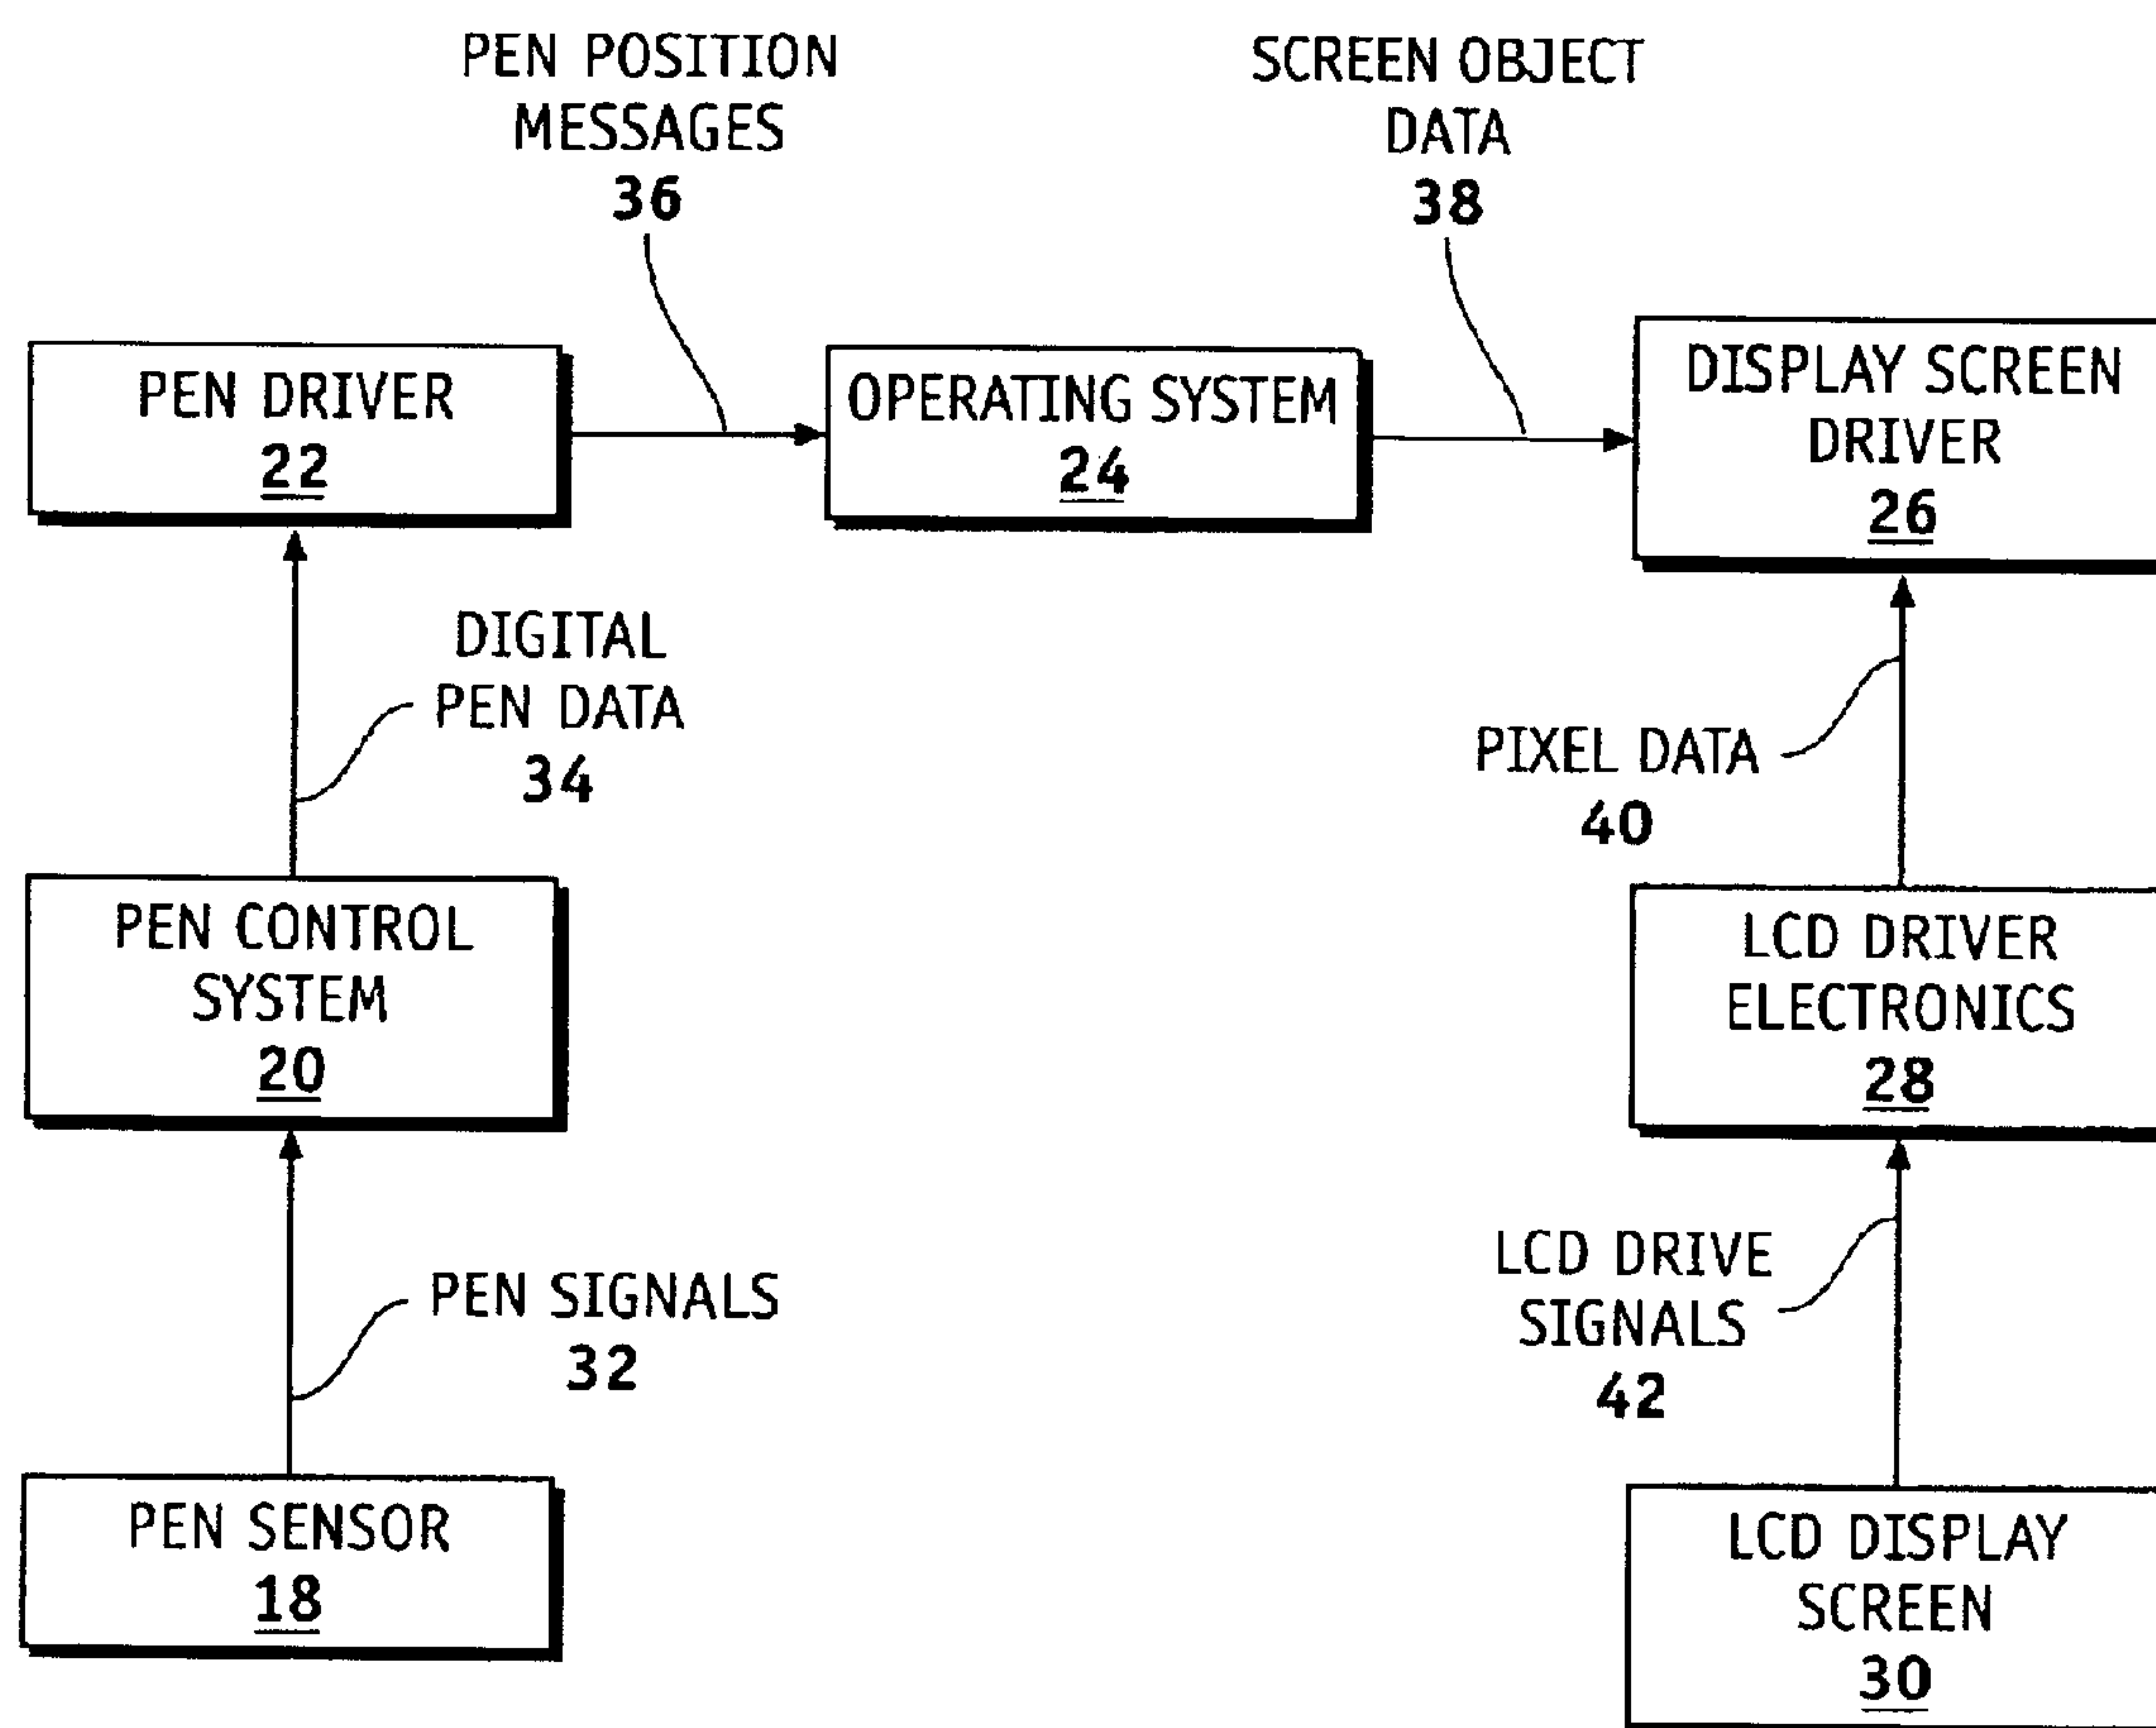 PEN POSITION
MESSAGES
36
SCREEN OBJECT
DATA
38
PEN DRIVER
22
OPERATING SYSTEM
24
DISPLAY SCREEN
DRIVER
26
DIGITAL
PEN DATA
34
PIXEL DATA
40
PEN CONTROL
SYSTEM
20
LCD DRIVER
ELECTRONICS
28
PEN SIGNALS
32
LCD DRIVE
SIGNALS
42
PEN SENSOR
18
LCD DISPLAY
SCREEN
30